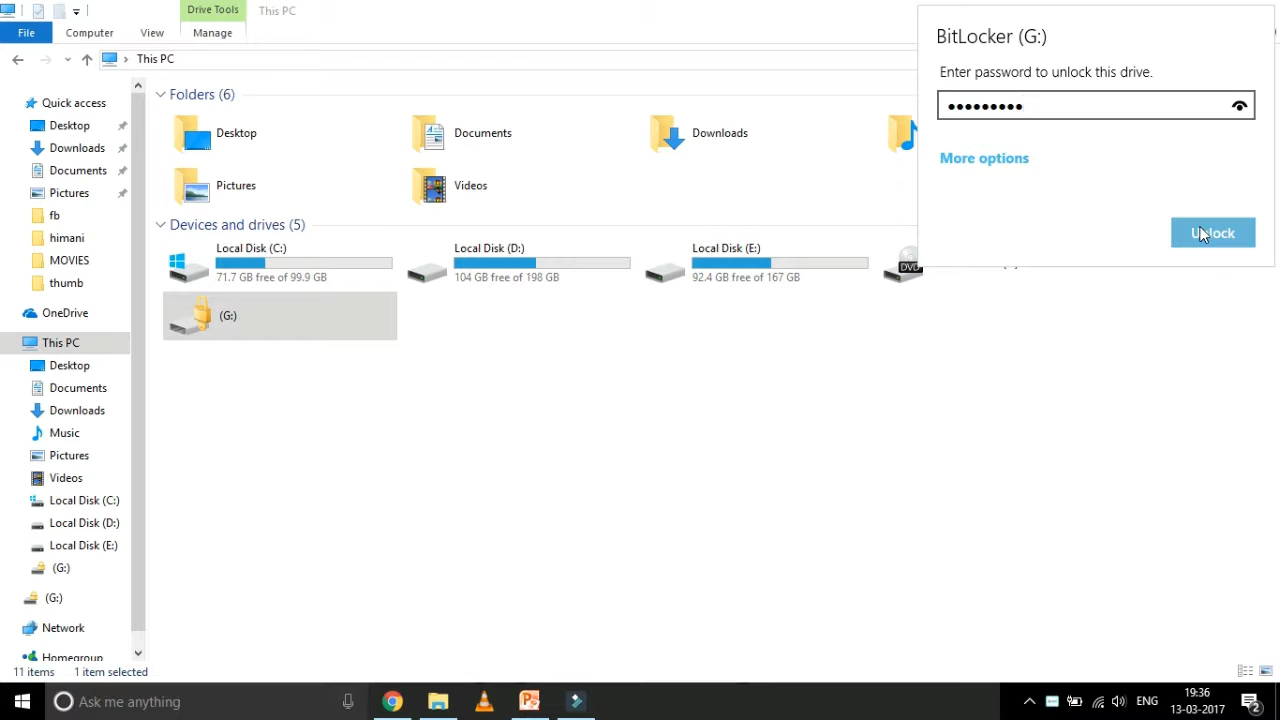 Drive Tools
This PC
File
Computer
View
Manage
This PC
BitLocker (G:)
Enter password to unlock this drive.
•••••••••
More options
Unlock
Quick access
Desktop
Downloads
Documents
Pictures
fb
himani
MOVIES
thumb
OneDrive
This PC
Desktop
Documents
Downloads
Music
Pictures
Videos
Local Disk (C:)
Local Disk (D:)
Local Disk (E:)
(G:)
(G:)
Network
Homegroup
Folders (6)
Desktop
Documents
Downloads
Pictures
Videos
Devices and drives (5)
Local Disk (C:)
71.7 GB free of 99.9 GB
Local Disk (D:)
104 GB free of 198 GB
Local Disk (E:)
92.4 GB free of 167 GB
DVD
(G:)
11 items
1 item selected
Ask me anything
ENG
19:36
13-03-2017
2